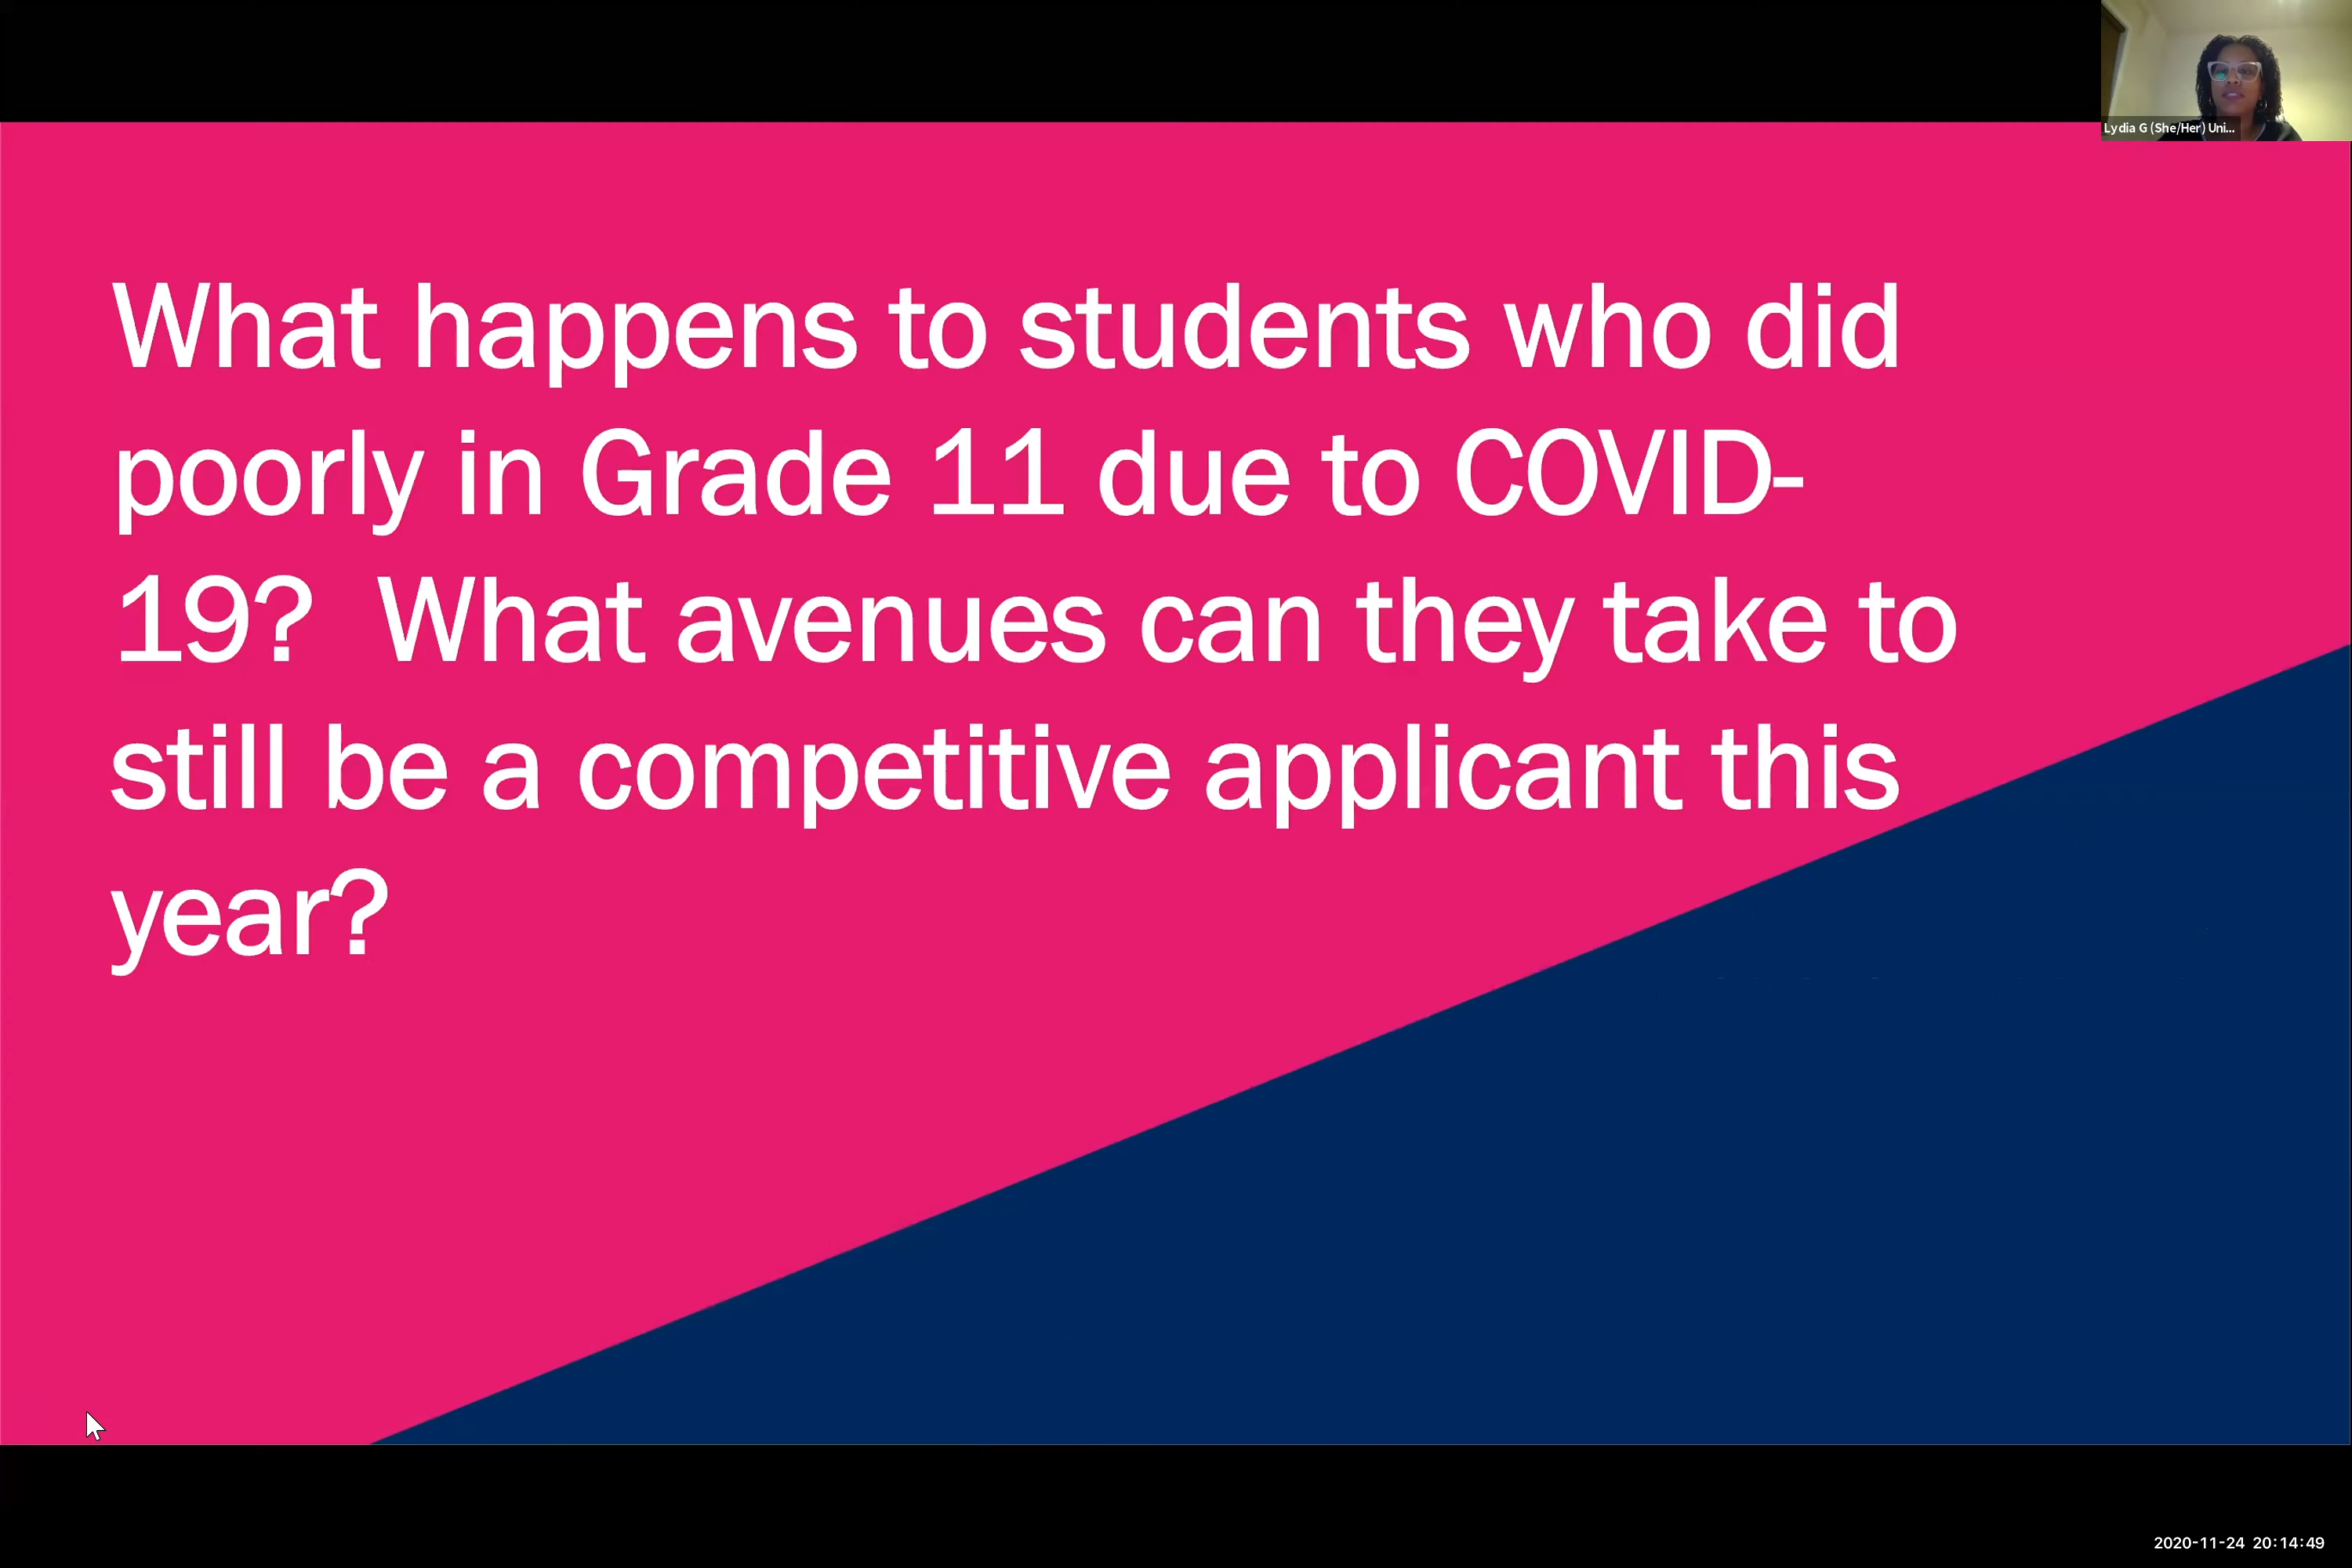 Lydia G (She/Her) Uni...
What happens to students who did
poorly in Grade 11 due to COVID-
19?  What avenues can they take to
still be a competitive applicant this
year?
2020-11-24 20:14:49